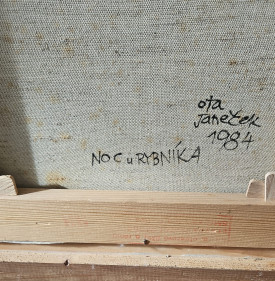 ota
janeček
1984
NOC u RYBNÍKA